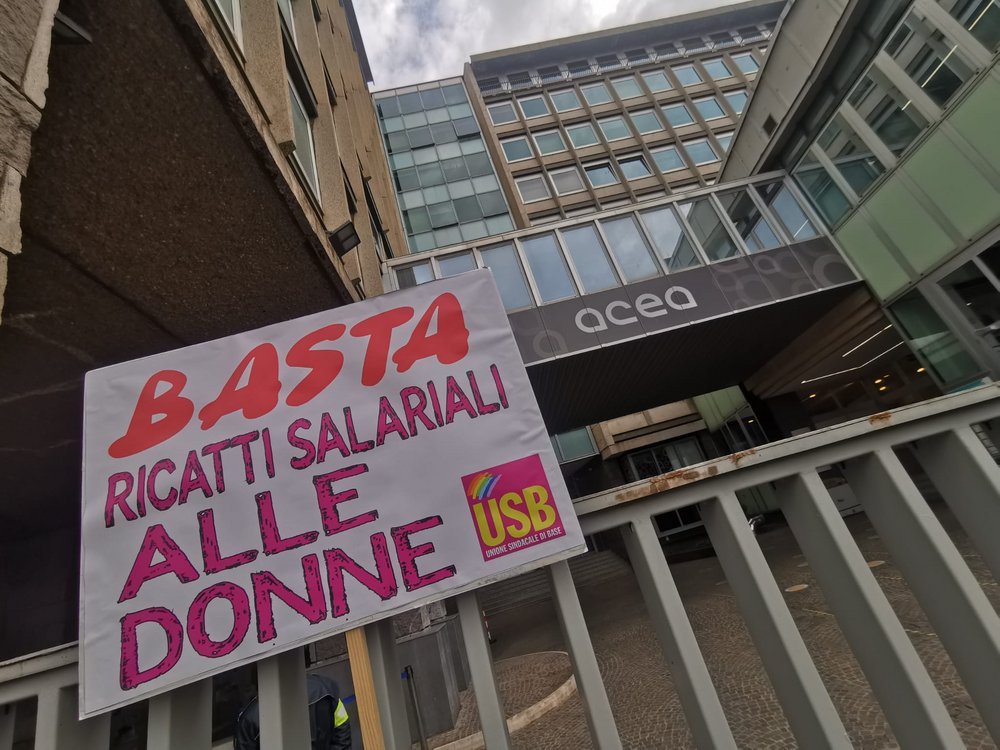 acea
BASTA
RICATTI SALARIALI
ALLE
DONNE
USB
UNIONE SINDACALE DI BASE